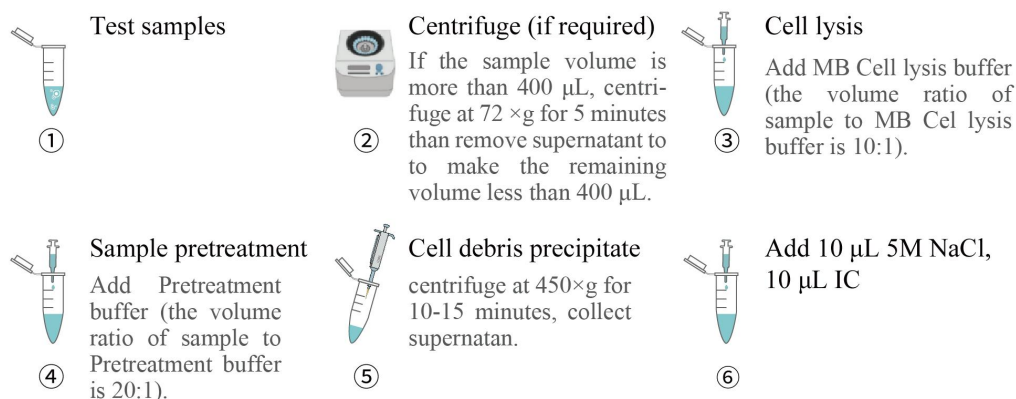 Test samples
①
Centrifuge (if required)
If the sample volume is
more than 400 μL, centri-
fuge at 72 ×g for 5 minutes
than remove supernatant to
to make the remaining
volume less than 400 μL.
②
Cell lysis
Add MB Cell lysis buffer
(the volume ratio of
sample to MB Cel lysis
buffer is 10:1).
③
Sample pretreatment
Add Pretreatment
buffer (the volume
ratio of sample to
Pretreatment buffer
is 20:1).
④
Cell debris precipitate
centrifuge at 450×g for
10-15 minutes, collect
supernatan.
⑤
Add 10 μL 5M NaCl,
10 μL IC
⑥